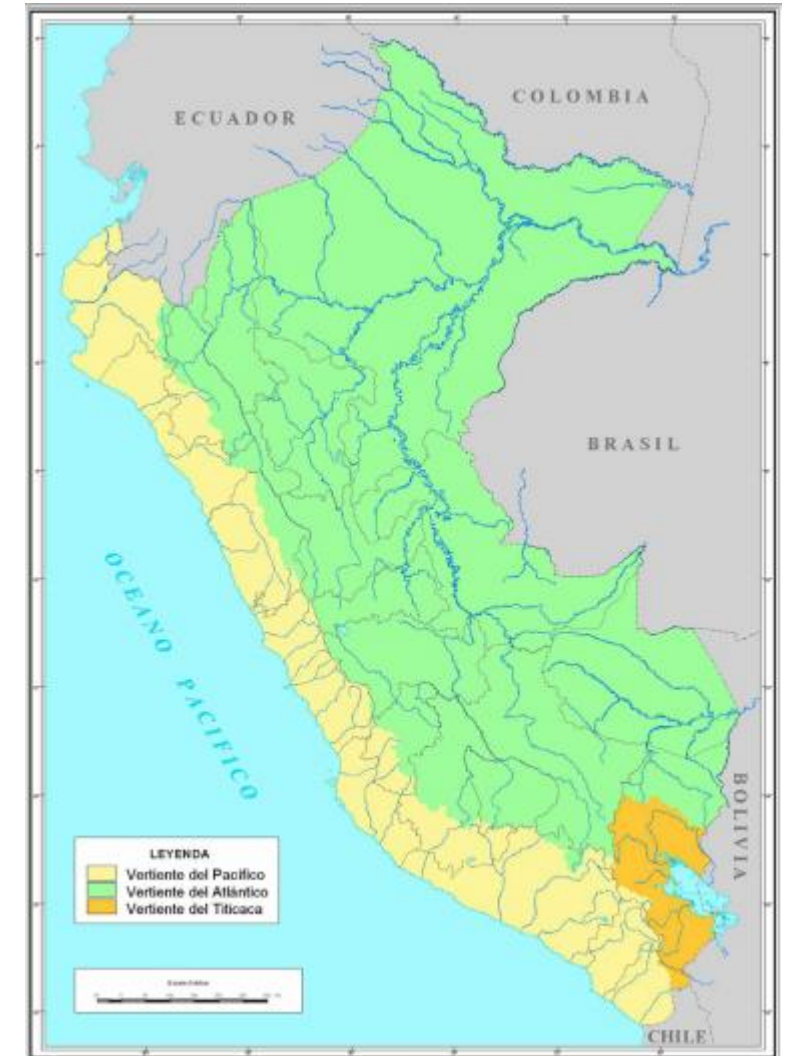 COLOMBIA
ECUADOR
BRASIL
OCEANO PACIFICO
BOLIVIA
LEYENDA
Vertiente del Pacífico
Vertiente del Atlántico
Vertiente del Titicaca
CHILE